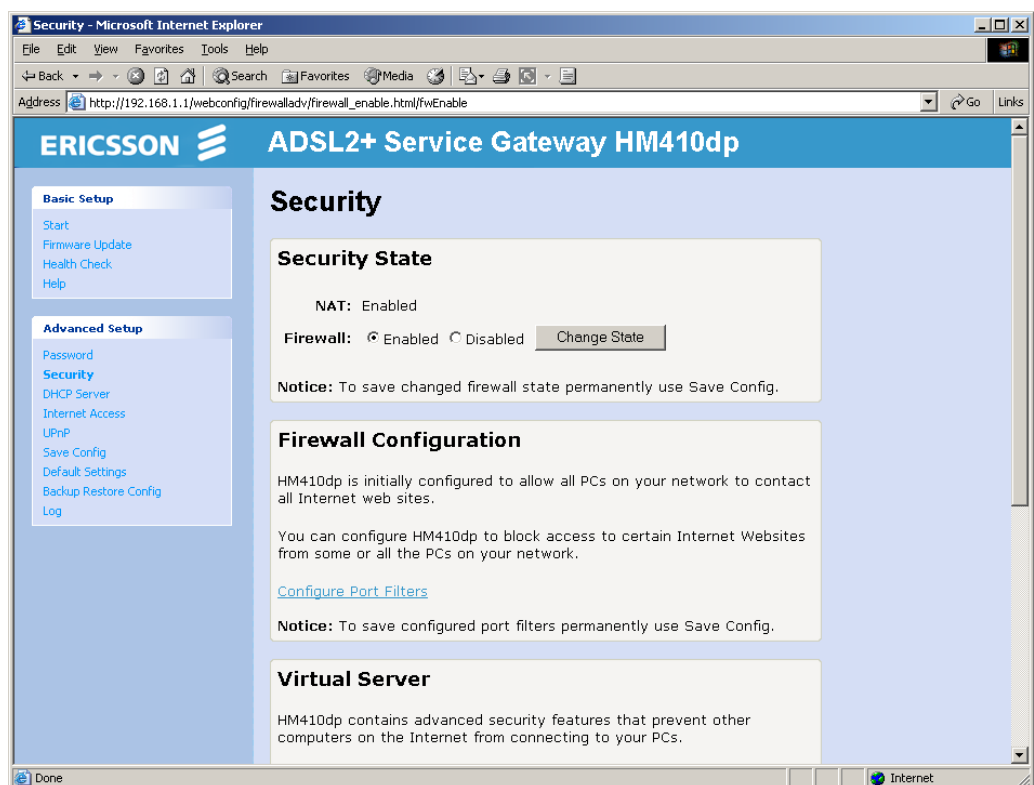 Security - Microsoft Internet Explorer
File Edit View Favorites Tools Help
Back Search Favorites Media
Address http://192.168.1.1/webconfig/firewalladv/firewall_enable.html/fwEnable Go Links
ERICSSON
ADSL2+ Service Gateway HM410dp
Basic Setup
Start
Firmware Update
Health Check
Help
Advanced Setup
Password
Security
DHCP Server
Internet Access
UPnP
Save Config
Default Settings
Backup Restore Config
Log
Security
Security State
NAT: Enabled
Firewall: Enabled Disabled Change State
Notice: To save changed firewall state permanently use Save Config.
Firewall Configuration
HM410dp is initially configured to allow all PCs on your network to contact
all Internet web sites.
You can configure HM410dp to block access to certain Internet Websites
from some or all the PCs on your network.
Configure Port Filters
Notice: To save configured port filters permanently use Save Config.
Virtual Server
HM410dp contains advanced security features that prevent other
computers on the Internet from connecting to your PCs.
Done Internet